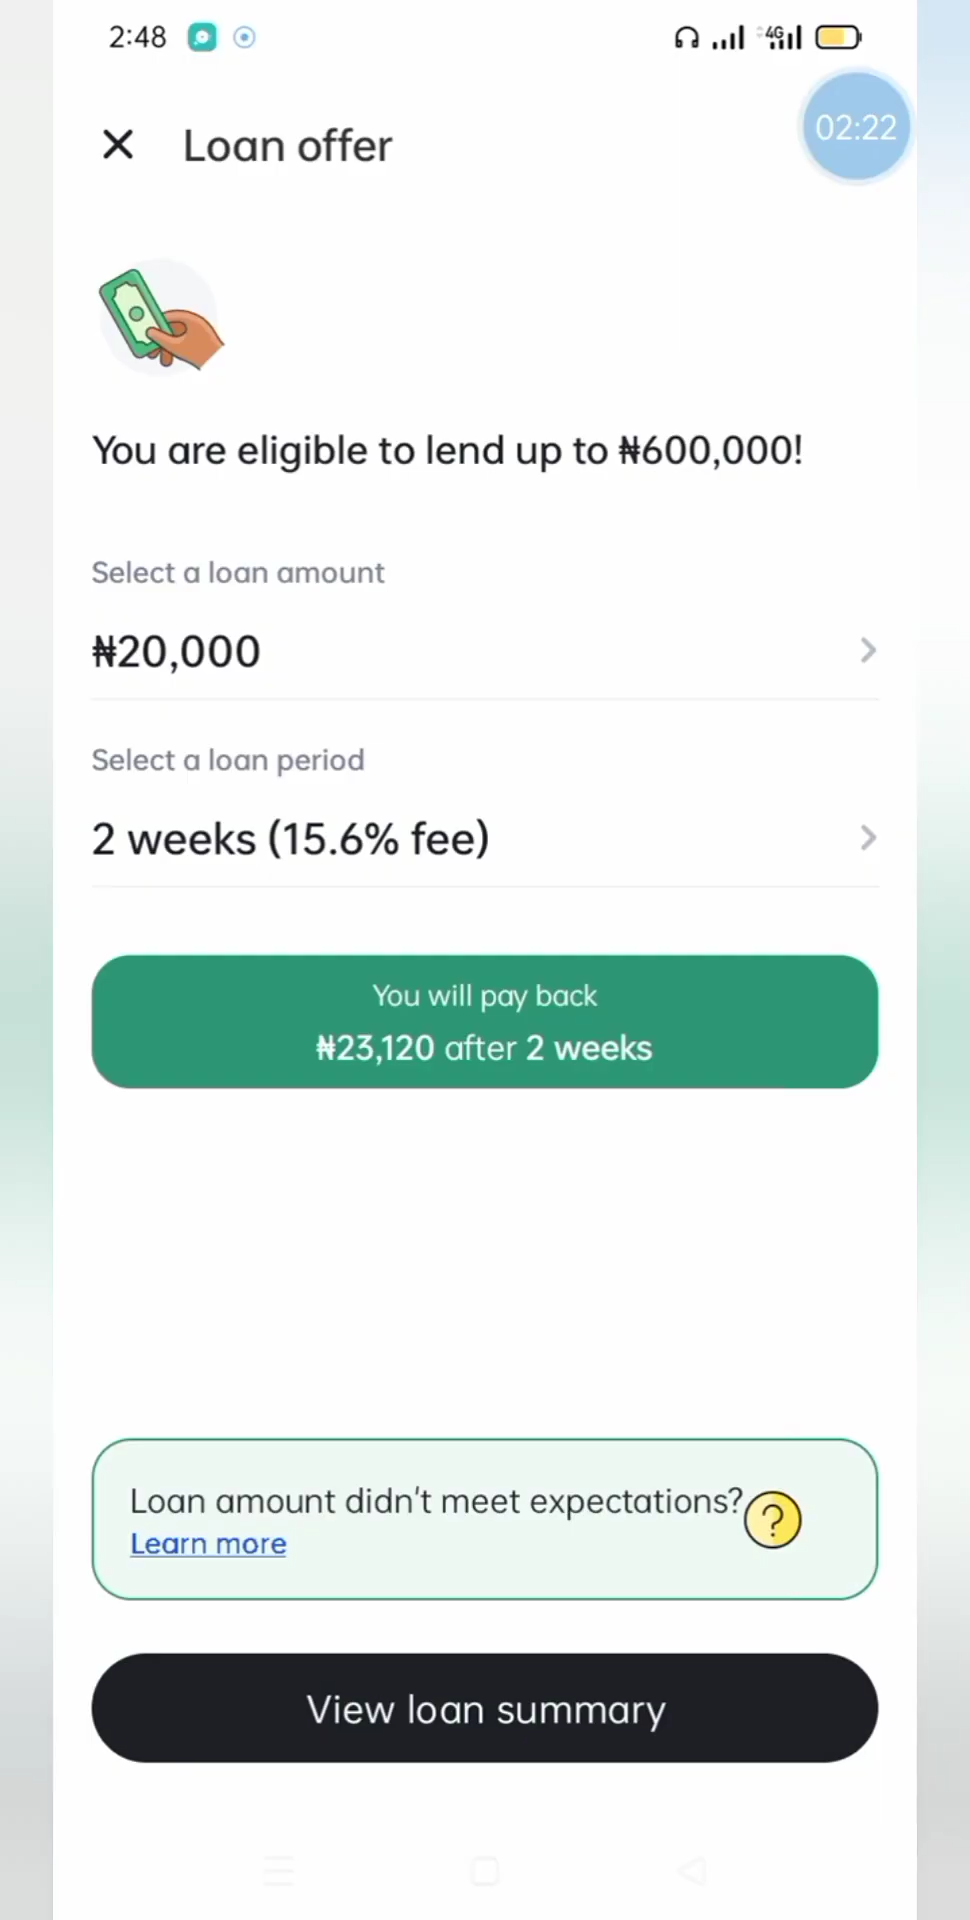 2:48
4G
02:22
Loan offer
You are eligible to lend up to ₦600,000!
Select a loan amount
₦20,000
Select a loan period
2 weeks (15.6% fee)
You will pay back
₦23,120 after 2 weeks
Loan amount didn't meet expectations?
?
Learn more
View loan summary